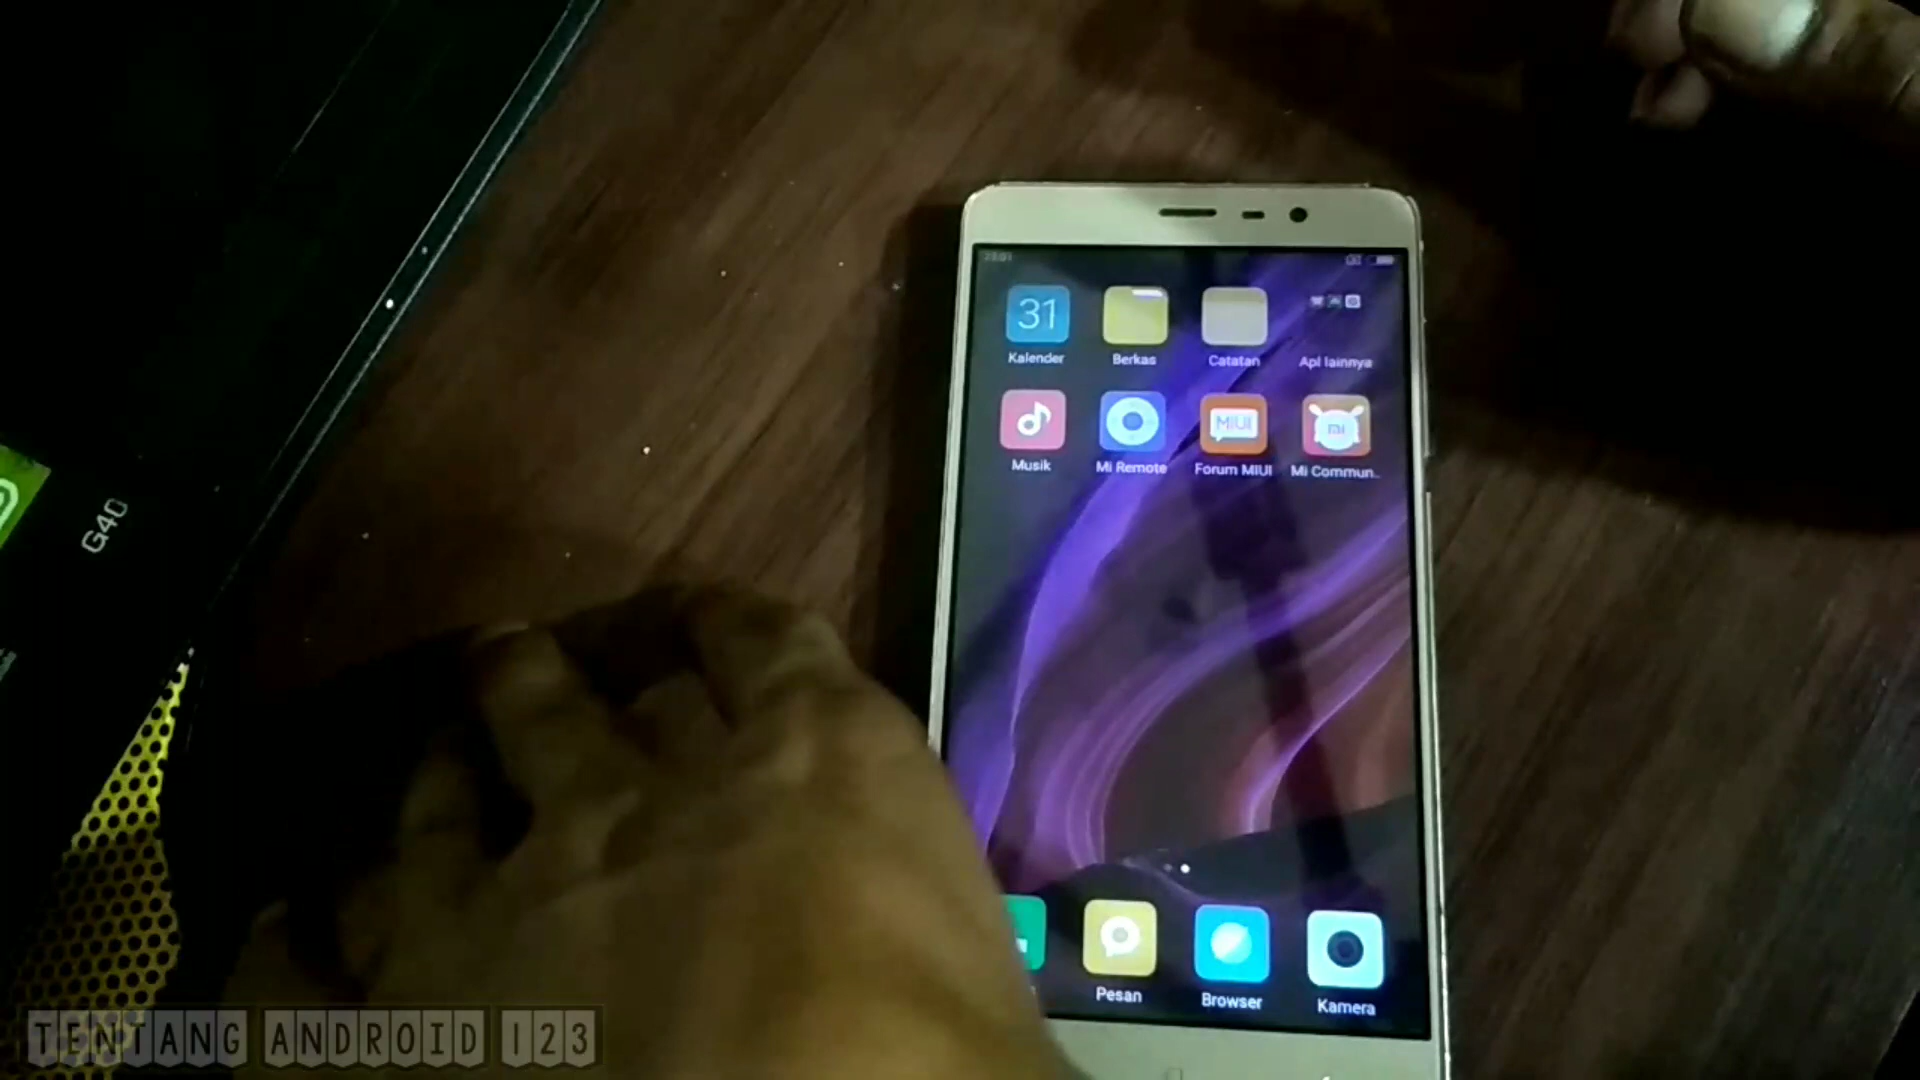 31
Kalender
Berkas
Catatan
Apl lainnya
MIUI
mi
Musik
Mi Remote
Forum MIUI
Mi Commun..
G40
Pesan
Browser
Kamera
TENTANG ANDROID 123